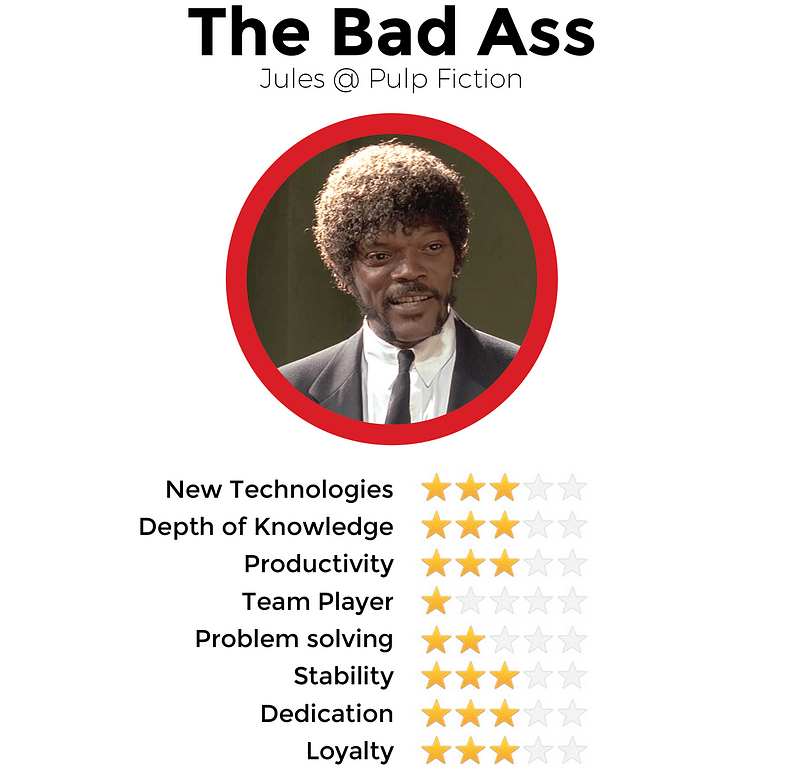 The Bad Ass
Jules @ Pulp Fiction
New Technologies
Depth of Knowledge
Productivity
Team Player
Problem solving
Stability
Dedication
Loyalty